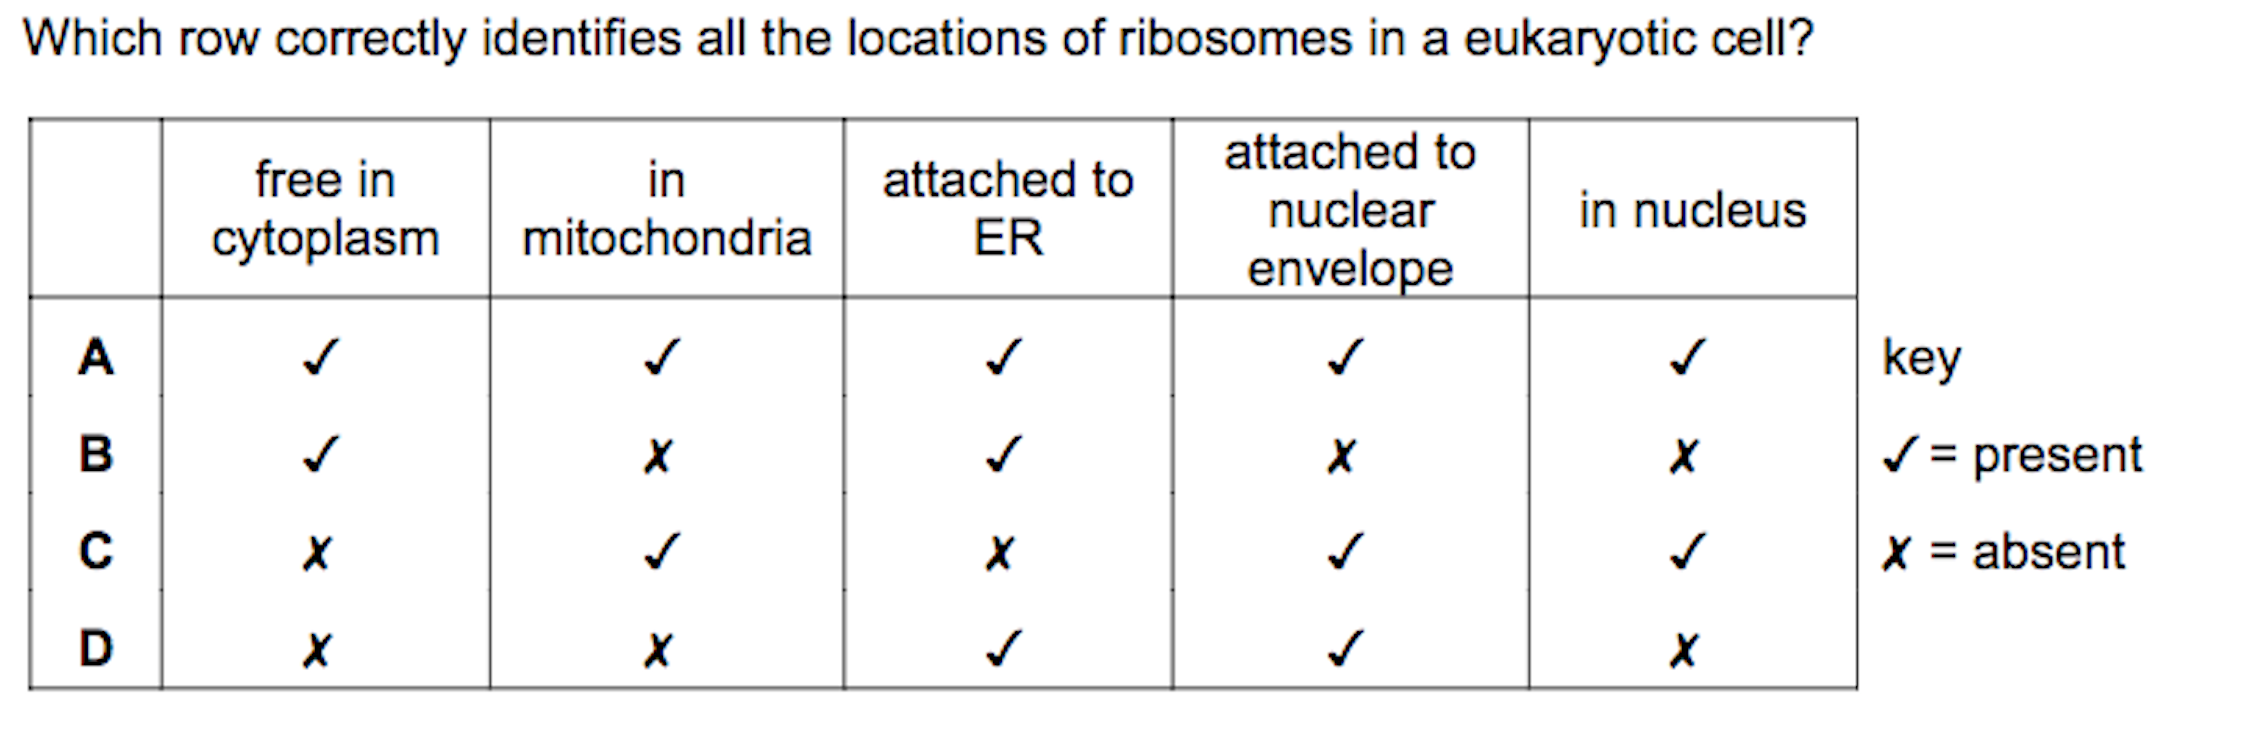 Which row correctly identifies all the locations of ribosomes in a eukaryotic cell?
free in cytoplasm | in mitochondria | attached to ER | attached to nuclear envelope | in nucleus
A ✓ ✓ ✓ ✓ ✓ key
B ✓ ✗ ✓ ✗ ✗ ✓ = present
C ✗ ✓ ✗ ✓ ✓ ✗ = absent
D ✗ ✗ ✓ ✓ ✗